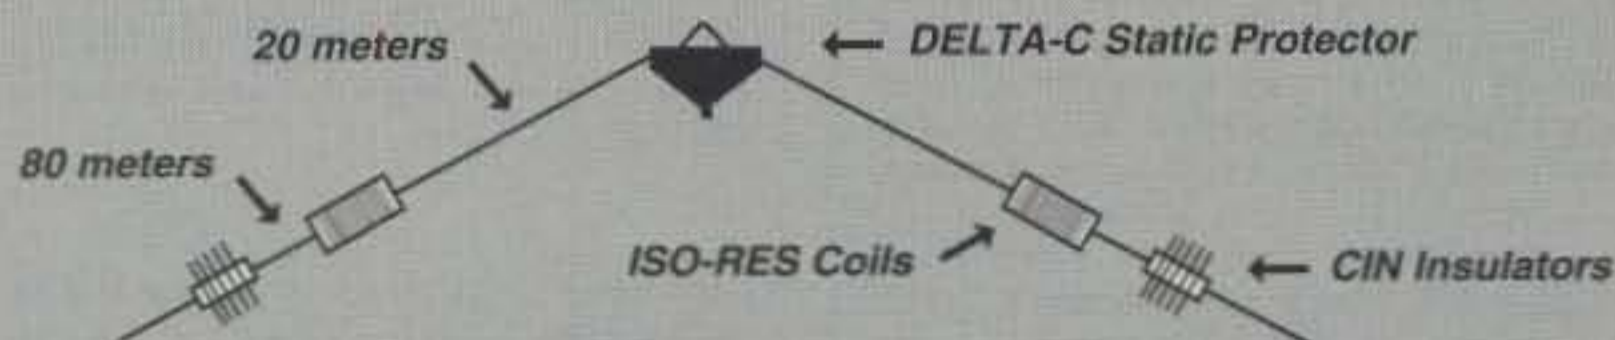 20 meters
DELTA-C Static Protector
80 meters
ISO-RES Coils
CIN Insulators